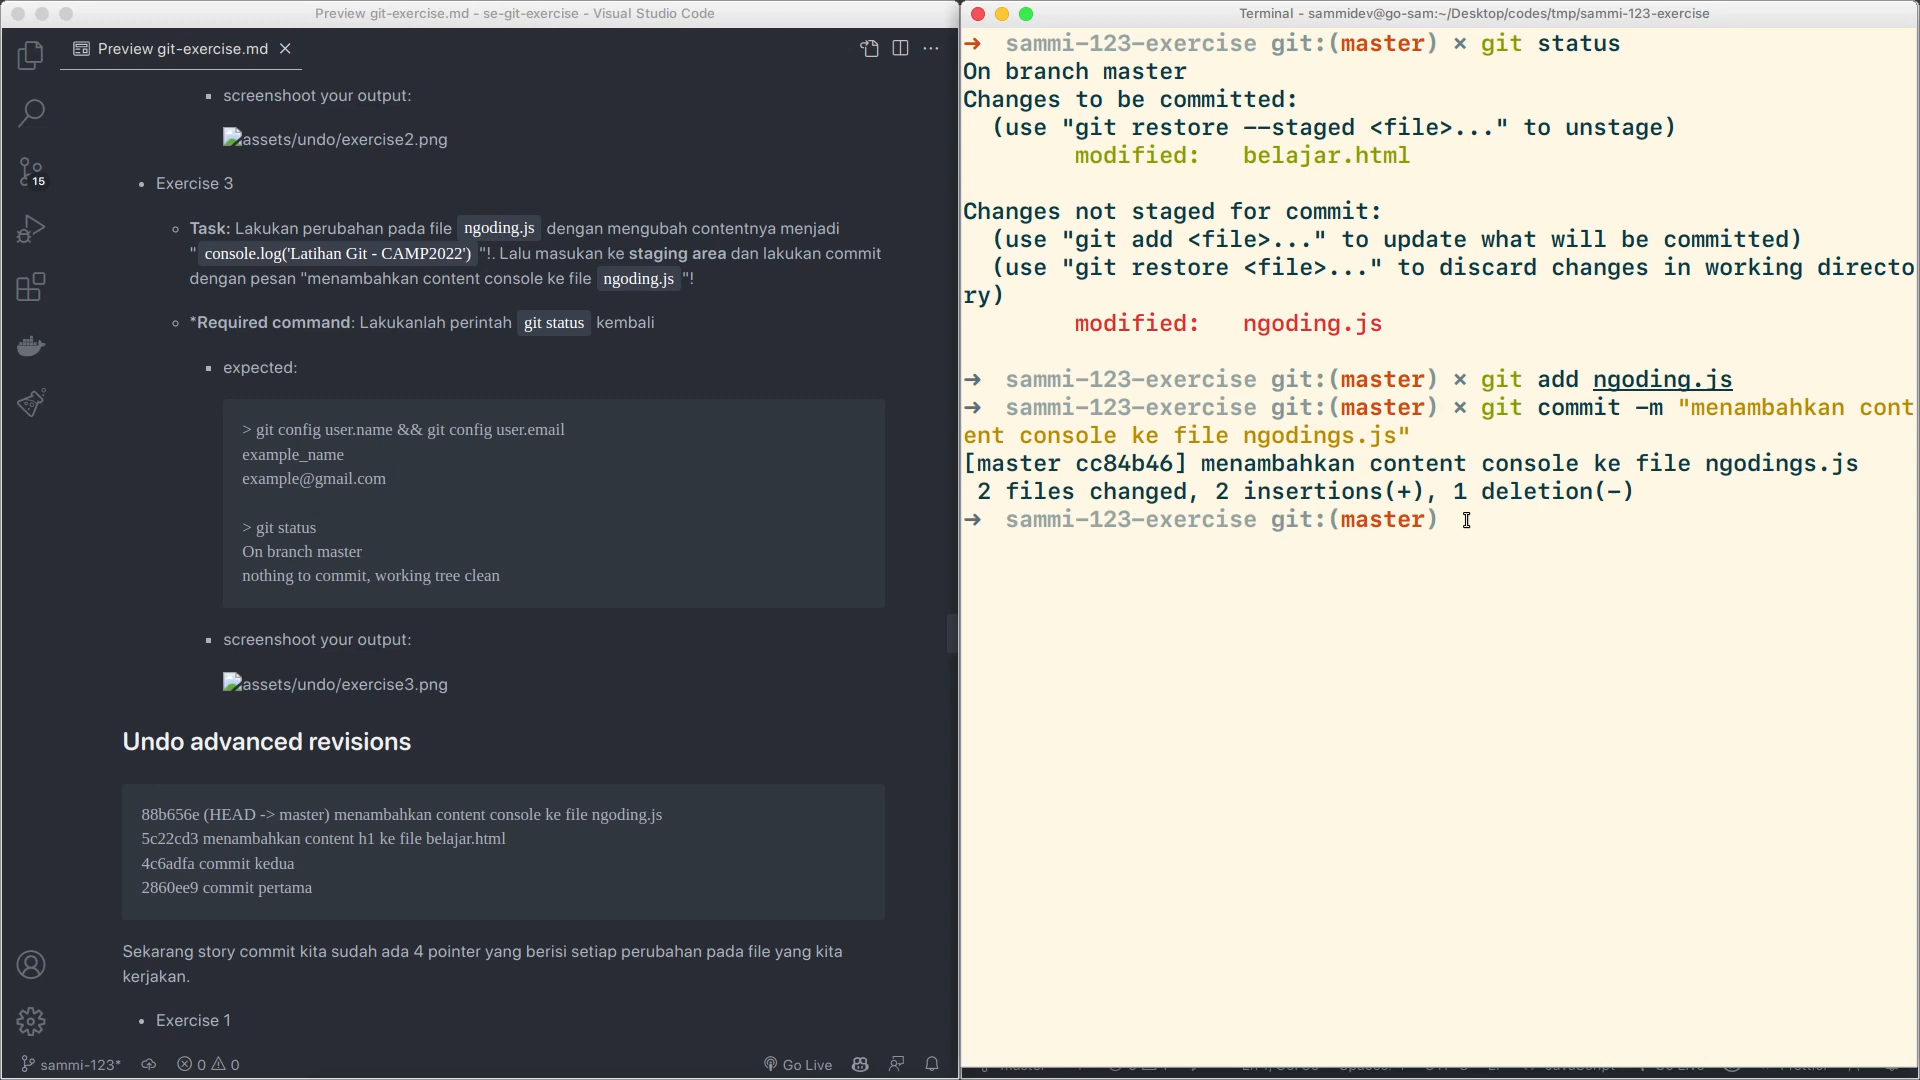 Preview git-exercise.md - se-git-exercise - Visual Studio Code
Preview git-exercise.md
screenshoot your output:
assets/undo/exercise2.png
Exercise 3
Task: Lakukan perubahan pada file ngoding.js dengan mengubah contentnya menjadi
" console.log('Latihan Git - CAMP2022') "!. Lalu masukan ke staging area dan lakukan commit
dengan pesan "menambahkan content console ke file ngoding.js "!
*Required command: Lakukanlah perintah git status kembali
expected:
> git config user.name && git config user.email
example_name
example@gmail.com
> git status
On branch master
nothing to commit, working tree clean
screenshoot your output:
assets/undo/exercise3.png
Undo advanced revisions
88b656e (HEAD -> master) menambahkan content console ke file ngoding.js
5c22cd3 menambahkan content h1 ke file belajar.html
4c6adfa commit kedua
2860ee9 commit pertama
Sekarang story commit kita sudah ada 4 pointer yang berisi setiap perubahan pada file yang kita
kerjakan.
Exercise 1
15
sammi-123* 0 0 Go Live
Terminal - sammidev@go-sam:~/Desktop/codes/tmp/sammi-123-exercise
➜ sammi-123-exercise git:(master) × git status
On branch master
Changes to be committed:
(use "git restore --staged <file>..." to unstage)
modified: belajar.html
Changes not staged for commit:
(use "git add <file>..." to update what will be committed)
(use "git restore <file>..." to discard changes in working directo
ry)
modified: ngoding.js
➜ sammi-123-exercise git:(master) × git add ngoding.js
➜ sammi-123-exercise git:(master) × git commit -m "menambahkan cont
ent console ke file ngodings.js"
[master cc84b46] menambahkan content console ke file ngodings.js
2 files changed, 2 insertions(+), 1 deletion(-)
➜ sammi-123-exercise git:(master)